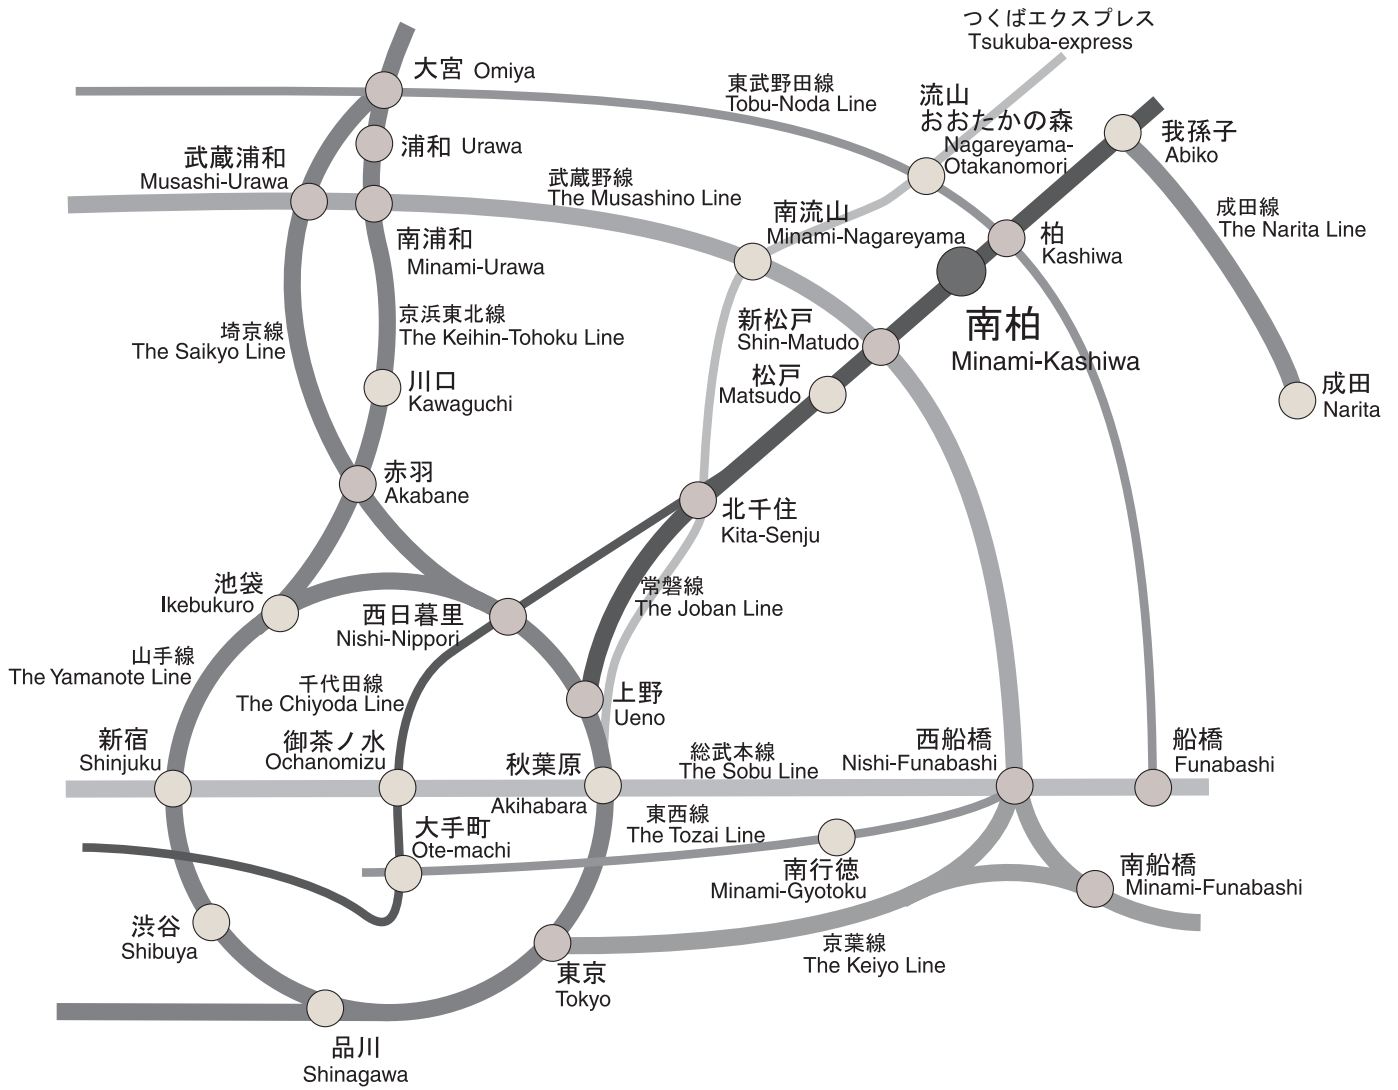 つくばエクスプレス
Tsukuba-express
大宮 Omiya
東武野田線
Tobu-Noda Line
流山
おおたかの森
Nagareyama-
Otakanomori
我孫子
Abiko
浦和 Urawa
武蔵浦和
Musashi-Urawa
武蔵野線
The Musashino Line
南流山
Minami-Nagareyama
柏
Kashiwa
成田線
The Narita Line
南浦和
Minami-Urawa
埼京線
The Saikyo Line
京浜東北線
The Keihin-Tohoku Line
新松戸
Shin-Matudo
南柏
Minami-Kashiwa
川口
Kawaguchi
松戸
Matsudo
成田
Narita
赤羽
Akabane
北千住
Kita-Senju
池袋
Ikebukuro
西日暮里
Nishi-Nippori
常磐線
The Joban Line
山手線
The Yamanote Line
千代田線
The Chiyoda Line
上野
Ueno
新宿
Shinjuku
御茶ノ水
Ochanomizu
秋葉原
Akihabara
総武本線
The Sobu Line
西船橋
Nishi-Funabashi
船橋
Funabashi
大手町
Ote-machi
東西線
The Tozai Line
南行徳
Minami-Gyotoku
南船橋
Minami-Funabashi
渋谷
Shibuya
東京
Tokyo
京葉線
The Keiyo Line
品川
Shinagawa